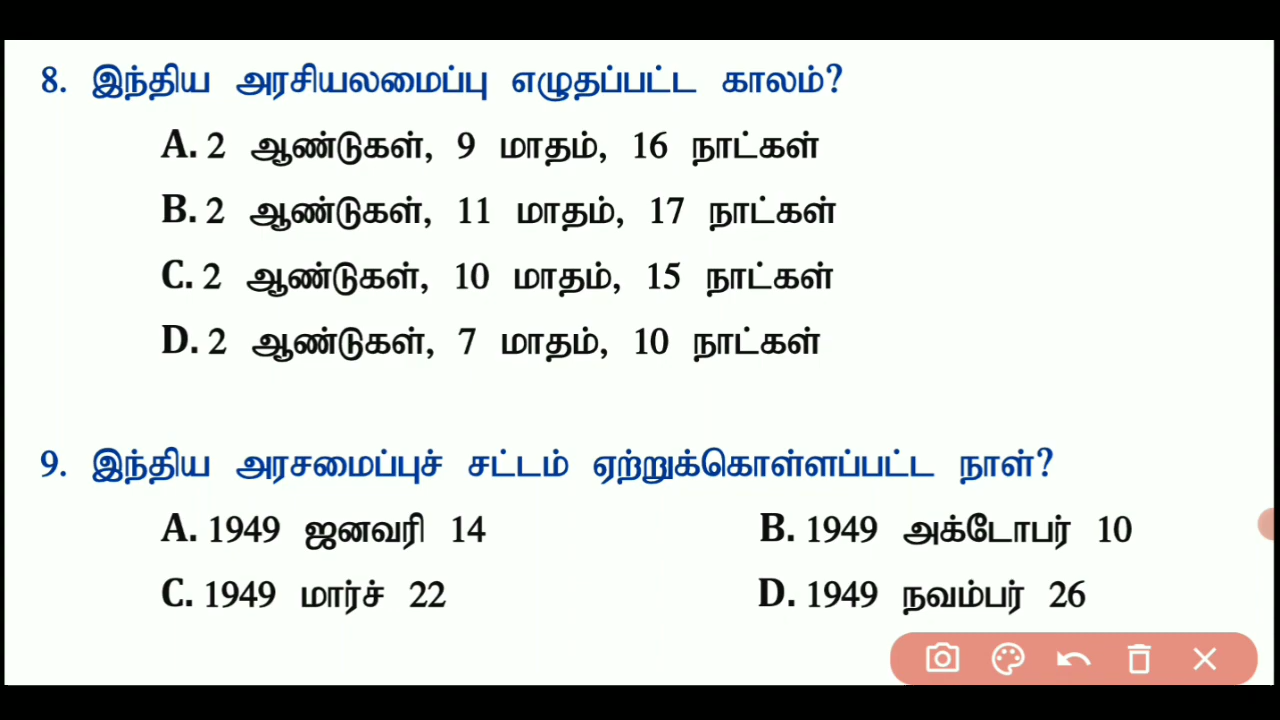 8. இந்திய அரசியலமைப்பு எழுதப்பட்ட காலம்?
A. 2 ஆண்டுகள், 9 மாதம், 16 நாட்கள்
B. 2 ஆண்டுகள், 11 மாதம், 17 நாட்கள்
C. 2 ஆண்டுகள், 10 மாதம், 15 நாட்கள்
D. 2 ஆண்டுகள், 7 மாதம், 10 நாட்கள்
9. இந்திய அரசமைப்புச் சட்டம் ஏற்றுக்கொள்ளப்பட்ட நாள்?
A. 1949 ஜனவரி 14 B. 1949 அக்டோபர் 10
C. 1949 மார்ச் 22 D. 1949 நவம்பர் 26